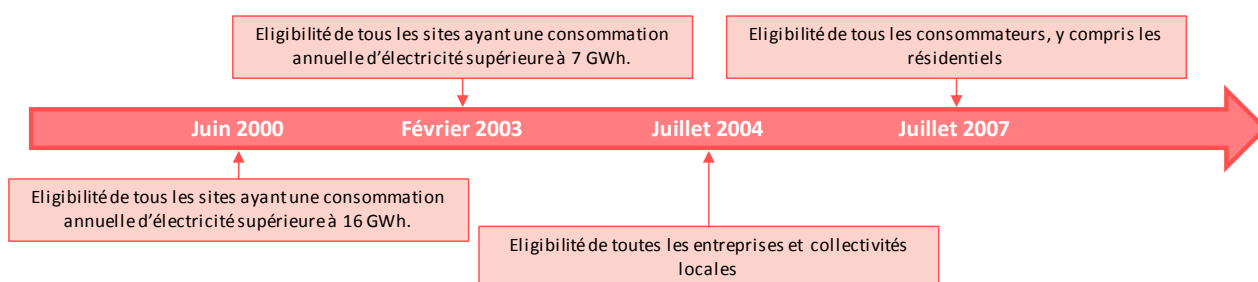 Eligibilité de tous les sites ayant une consommation
annuelle d'électricité supérieure à 7 GWh.
Eligibilité de tous les consommateurs, y compris les
résidentiels
Juin 2000
Février 2003
Juillet 2004
Juillet 2007
Eligibilité de tous les sites ayant une consommation
annuelle d'électricité supérieure à 16 GWh.
Eligibilité de toutes les entreprises et collectivités
locales